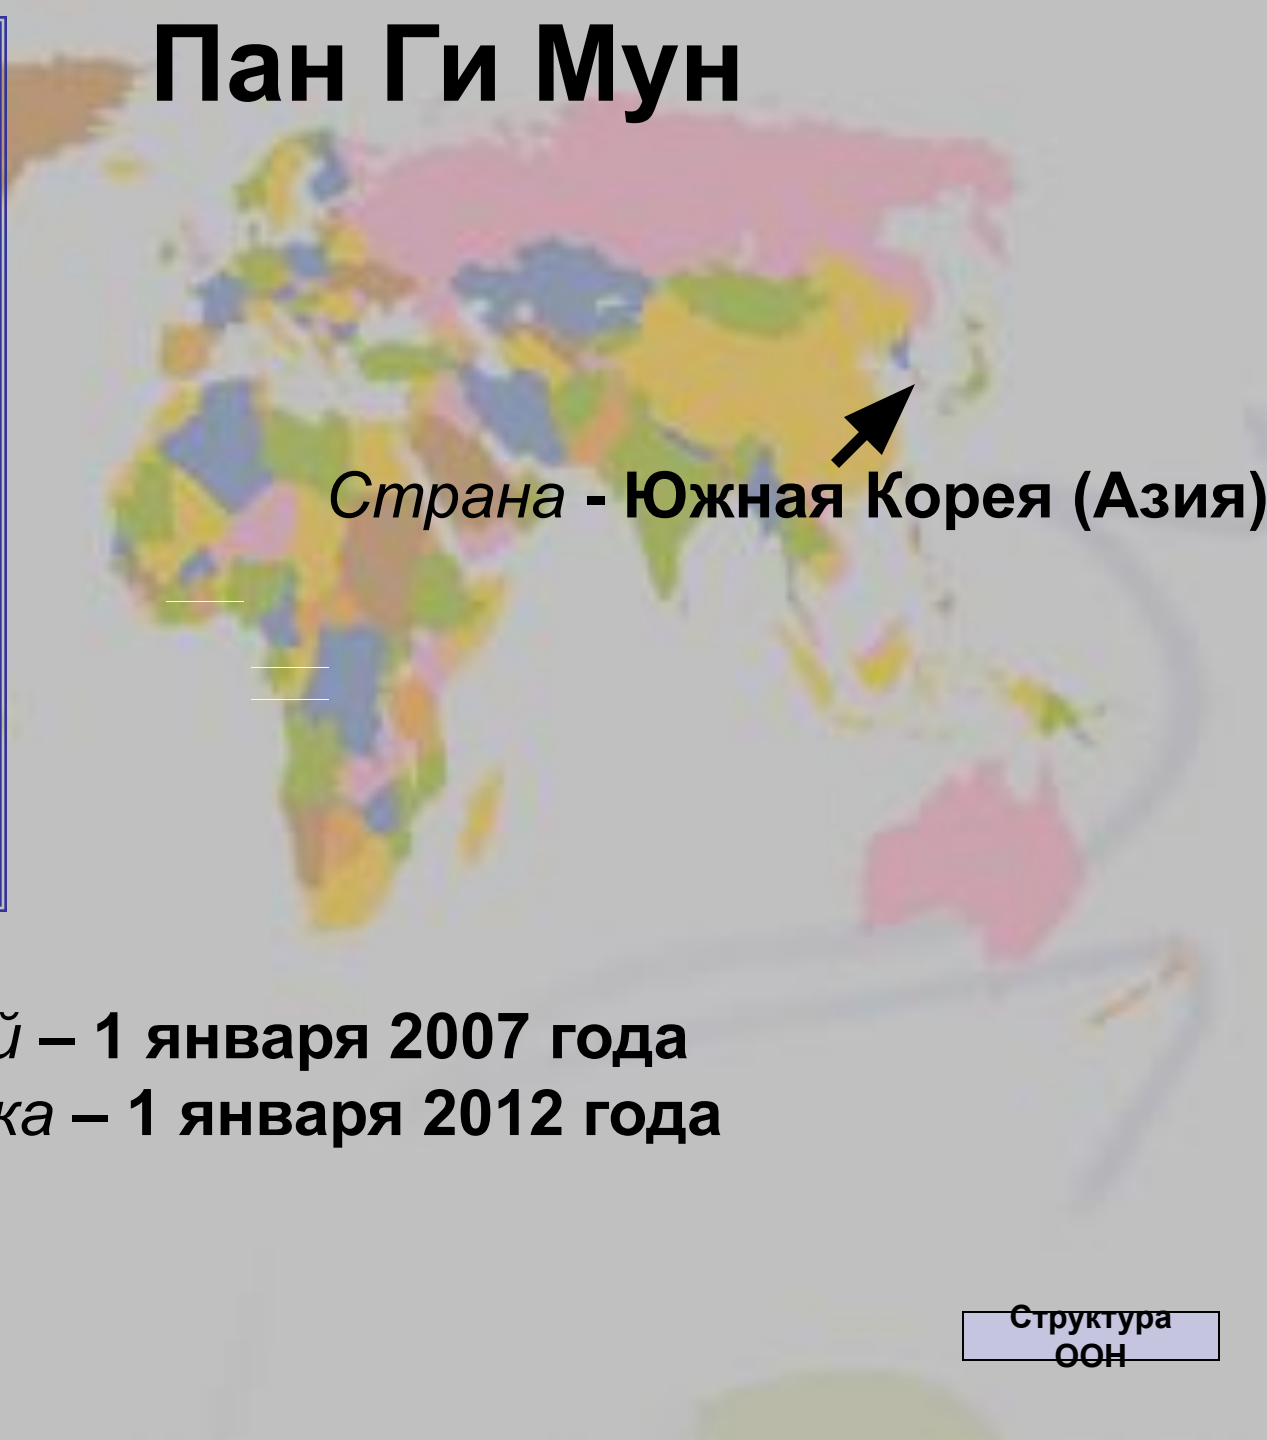 Пан Ги Мун
Страна - Южная Корея (Азия)
й – 1 января 2007 года
ка – 1 января 2012 года
Структура
ООН